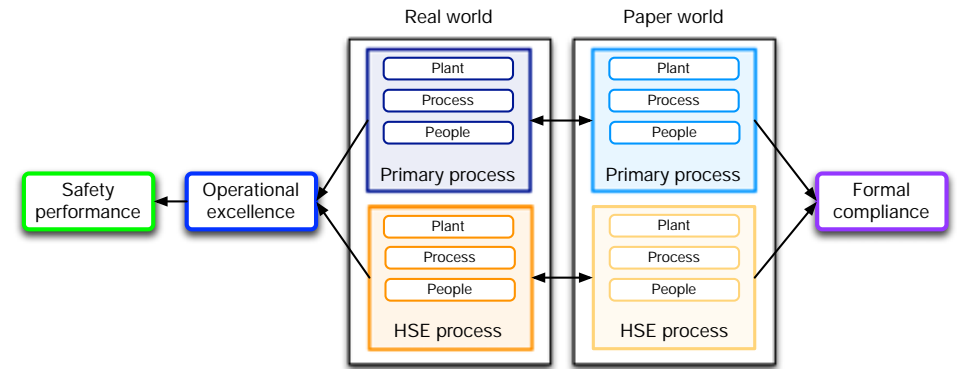 Real world
Paper world
Plant
Process
People
Primary process
Plant
Process
People
Primary process
Safety
performance
Operational
excellence
Formal
compliance
Plant
Process
People
HSE process
Plant
Process
People
HSE process